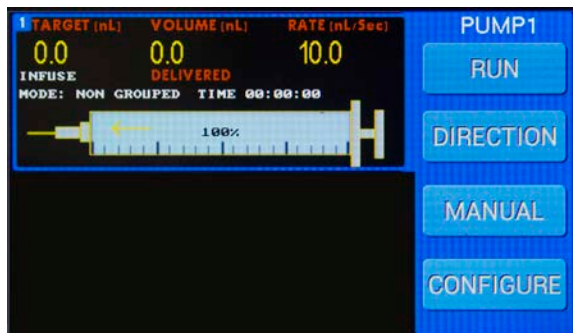 1 TARGET (nL) VOLUME (nL) RATE (nL/Sec)
0.0 0.0 10.0
INFUSE DELIVERED
MODE: NON GROUPED TIME 00:00:00
100%
PUMP1
RUN
DIRECTION
MANUAL
CONFIGURE